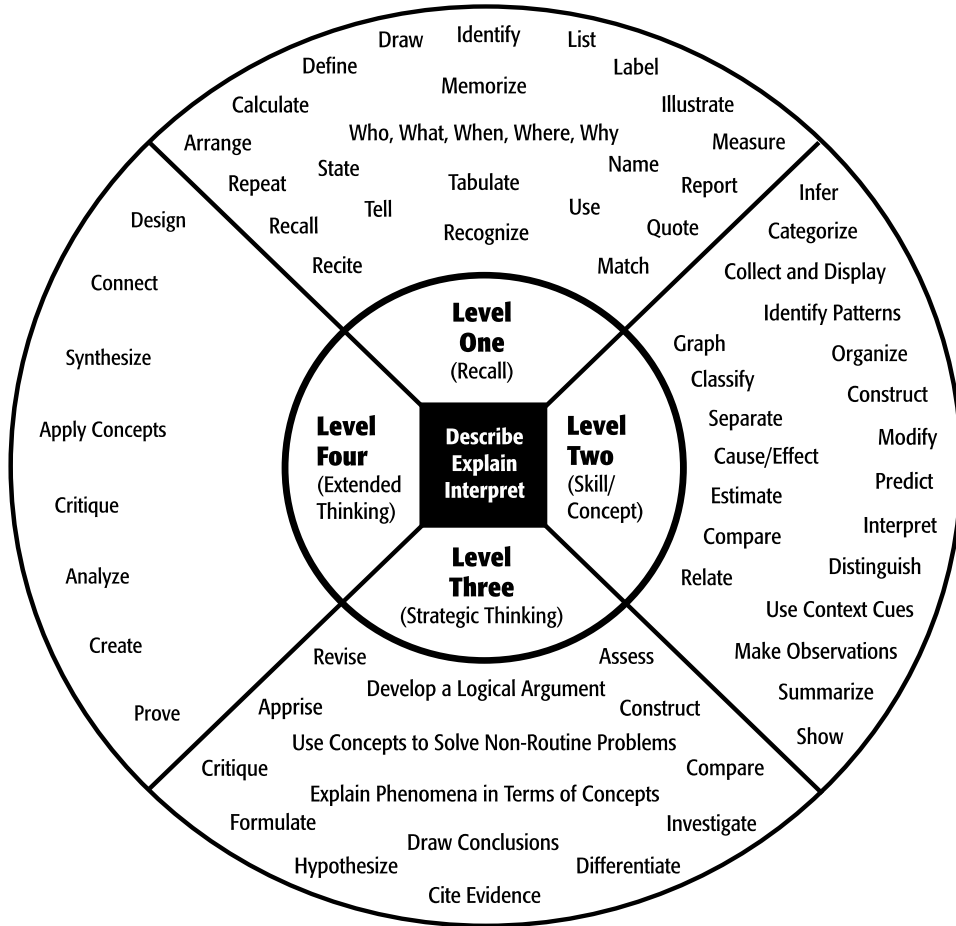 Draw
Identify
List
Define
Label
Memorize
Calculate
Illustrate
Who, What, When, Where, Why
Arrange
Measure
State
Name
Repeat
Tabulate
Report
Tell
Use
Recall
Recognize
Quote
Recite
Match
Level
One
(Recall)
Infer
Categorize
Collect and Display
Identify Patterns
Graph
Organize
Classify
Construct
Separate
Modify
Cause/Effect
Predict
Estimate
Interpret
Compare
Distinguish
Relate
Use Context Cues
Make Observations
Summarize
Show
Level
Two
(Skill/
Concept)
Describe
Explain
Interpret
Level
Three
(Strategic Thinking)
Revise
Assess
Develop a Logical Argument
Apprise
Construct
Use Concepts to Solve Non-Routine Problems
Critique
Compare
Explain Phenomena in Terms of Concepts
Formulate
Investigate
Draw Conclusions
Hypothesize
Differentiate
Cite Evidence
Level
Four
(Extended
Thinking)
Design
Connect
Synthesize
Apply Concepts
Critique
Analyze
Create
Prove